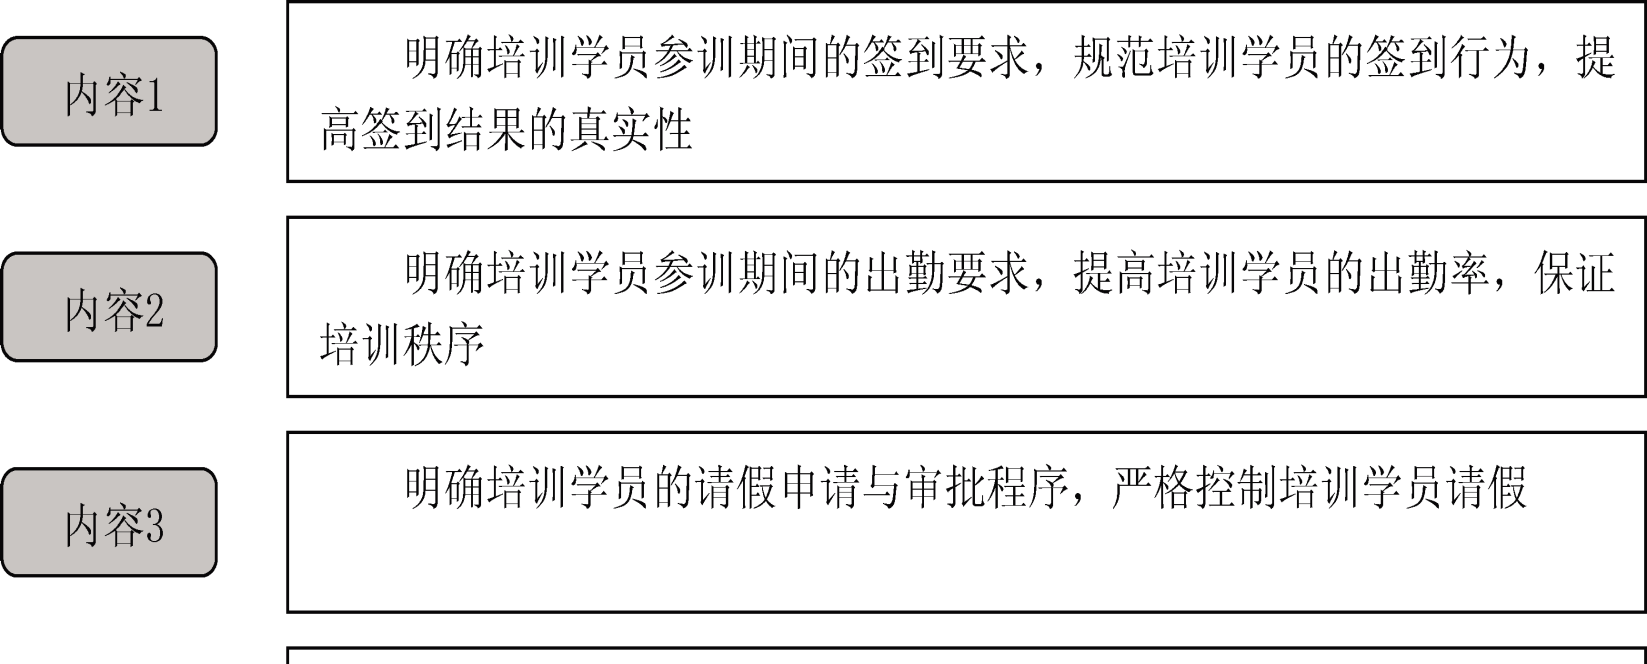 内容1
明确培训学员参训期间的签到要求，规范培训学员的签到行为，提
高签到结果的真实性
内容2
明确培训学员参训期间的出勤要求，提高培训学员的出勤率，保证
培训秩序
内容3
明确培训学员的请假申请与审批程序，严格控制培训学员请假